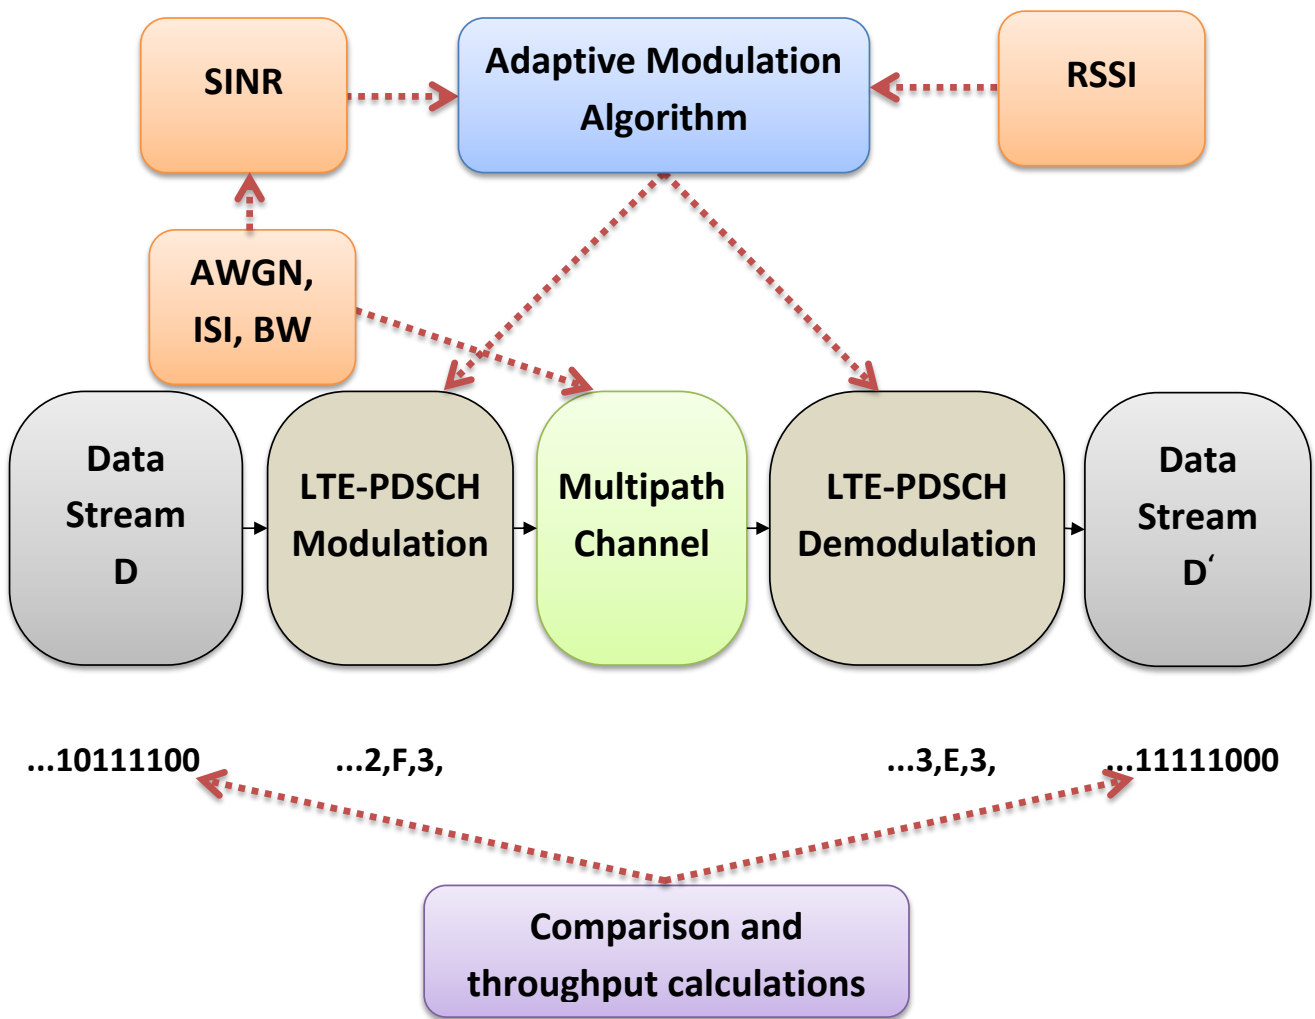 SINR
Adaptive Modulation
Algorithm
RSSI
AWGN,
ISI, BW
Data
Stream
D
LTE-PDSCH
Modulation
Multipath
Channel
LTE-PDSCH
Demodulation
Data
Stream
D‘
...10111100
...2,F,3,
...3,E,3,
...11111000
Comparison and
throughput calculations